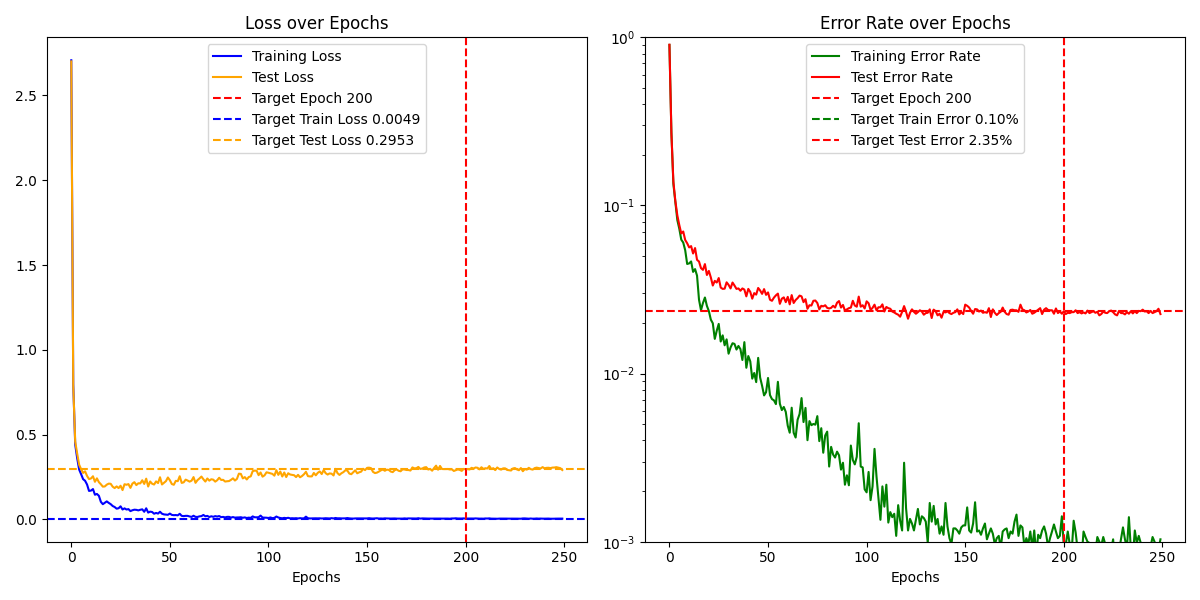 Loss over Epochs
Training Loss
Test Loss
Target Epoch 200
Target Train Loss 0.0049
Target Test Loss 0.2953
2.5
2.0
1.5
1.0
0.5
0.0
0 50 100 150 200 250
Epochs
Error Rate over Epochs
Training Error Rate
Test Error Rate
Target Epoch 200
Target Train Error 0.10%
Target Test Error 2.35%
10⁰
10⁻¹
10⁻²
10⁻³
0 50 100 150 200 250
Epochs